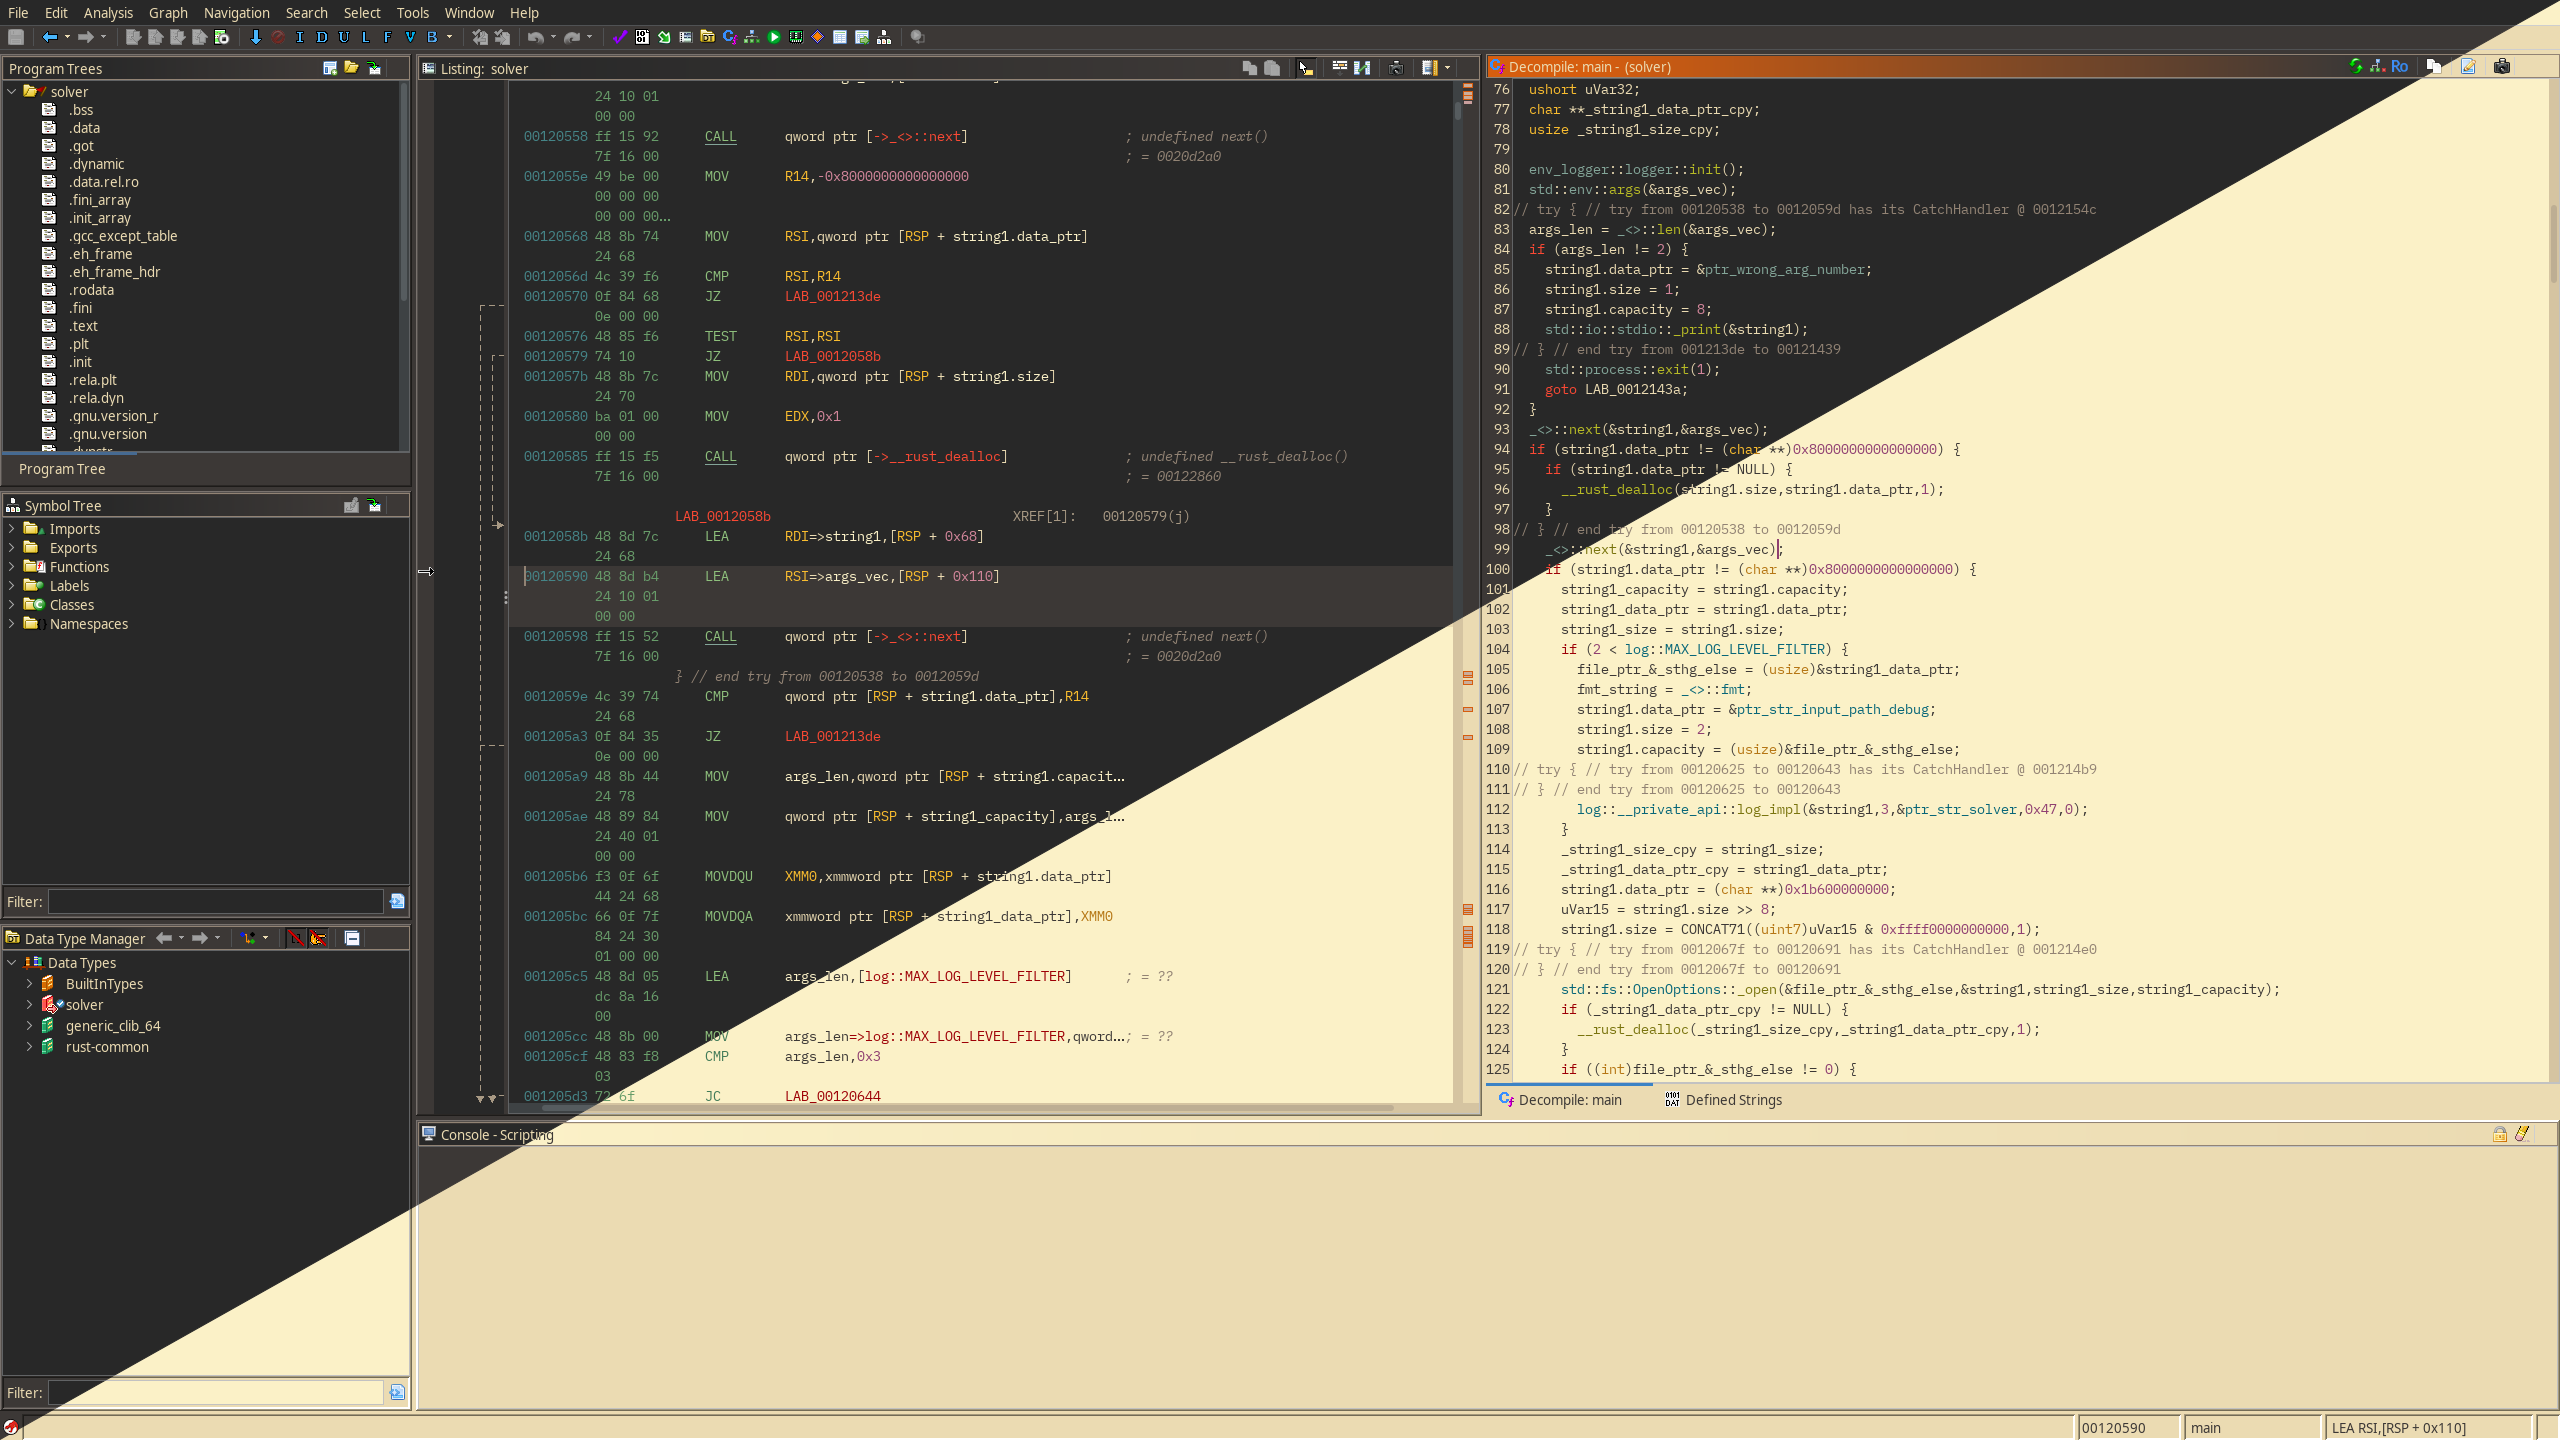 File Edit Analysis Graph Navigation Search Select Tools Window Help
I D U L F V B
Program Trees
solver
.bss
.data
.got
.dynamic
.data.rel.ro
.fini_array
.init_array
.gcc_except_table
.eh_frame
.eh_frame_hdr
.rodata
.fini
.text
.plt
.init
.rela.plt
.rela.dyn
.gnu.version_r
.gnu.version
Program Tree
Symbol Tree
Imports
Exports
Functions
Labels
Classes
Namespaces
Filter:
Data Type Manager
Data Types
BuiltInTypes
solver
generic_clib_64
rust-common
Filter:
Listing: solver
24 10 01
00 00
00120558 ff 15 92 CALL qword ptr [->_<>::next] ; undefined next()
7f 16 00 ; = 0020d2a0
0012055e 49 be 00 MOV R14,-0x8000000000000000
00 00 00
00 00 00...
00120568 48 8b 74 MOV RSI,qword ptr [RSP + string1.data_ptr]
24 68
0012056d 4c 39 f6 CMP RSI,R14
00120570 0f 84 68 JZ LAB_001213de
0e 00 00
00120576 48 85 f6 TEST RSI,RSI
00120579 74 10 JZ LAB_0012058b
0012057b 48 8b 7c MOV RDI,qword ptr [RSP + string1.size]
24 70
00120580 ba 01 00 MOV EDX,0x1
00 00
00120585 ff 15 f5 CALL qword ptr [->__rust_dealloc] ; undefined __rust_dealloc()
7f 16 00 ; = 00122860
LAB_0012058b XREF[1]: 00120579(j)
0012058b 48 8d 7c LEA RDI=>string1,[RSP + 0x68]
24 68
00120590 48 8d b4 LEA RSI=>args_vec,[RSP + 0x110]
24 10 01
00 00
00120598 ff 15 52 CALL qword ptr [->_<>::next] ; undefined next()
7f 16 00 ; = 0020d2a0
} // end try from 00120538 to 0012059d
0012059e 4c 39 74 CMP qword ptr [RSP + string1.data_ptr],R14
24 68
001205a3 0f 84 35 JZ LAB_001213de
0e 00 00
001205a9 48 8b 44 MOV args_len,qword ptr [RSP + string1.capacit...
24 78
001205ae 48 89 84 MOV qword ptr [RSP + string1_capacity],args_l...
24 40 01
00 00
001205b6 f3 0f 6f MOVDQU XMM0,xmmword ptr [RSP + string1.data_ptr]
44 24 68
001205bc 66 0f 7f MOVDQA xmmword ptr [RSP + string1_data_ptr],XMM0
84 24 30
01 00 00
001205c5 48 8d 05 LEA args_len,[log::MAX_LOG_LEVEL_FILTER] ; = ??
dc 8a 16
00
001205cc 48 8b 00 MOV args_len=>log::MAX_LOG_LEVEL_FILTER,qword...; = ??
001205cf 48 83 f8 CMP args_len,0x3
03
001205d3 72 6f JC LAB_00120644
Decompile: main - (solver)
Ro
76 ushort uVar32;
77 char **_string1_data_ptr_cpy;
78 usize _string1_size_cpy;
79
80 env_logger::logger::init();
81 std::env::args(&args_vec);
82 // try { // try from 00120538 to 0012059d has its CatchHandler @ 0012154c
83 args_len = _<>::len(&args_vec);
84 if (args_len != 2) {
85 string1.data_ptr = &ptr_wrong_arg_number;
86 string1.size = 1;
87 string1.capacity = 8;
88 std::io::stdio::_print(&string1);
89 // } // end try from 001213de to 00121439
90 std::process::exit(1);
91 goto LAB_0012143a;
92 }
93 _<>::next(&string1,&args_vec);
94 if (string1.data_ptr != (char **)0x8000000000000000) {
95 if (string1.data_ptr != NULL) {
96 __rust_dealloc(string1.size,string1.data_ptr,1);
97 }
98 // } // end try from 00120538 to 0012059d
99 _<>::next(&string1,&args_vec);
100 if (string1.data_ptr != (char **)0x8000000000000000) {
101 string1_capacity = string1.capacity;
102 string1_data_ptr = string1.data_ptr;
103 string1_size = string1.size;
104 if (2 < log::MAX_LOG_LEVEL_FILTER) {
105 file_ptr_&_sthg_else = (usize)&string1_data_ptr;
106 fmt_string = _<>::fmt;
107 string1.data_ptr = &ptr_str_input_path_debug;
108 string1.size = 2;
109 string1.capacity = (usize)&file_ptr_&_sthg_else;
110 // try { // try from 00120625 to 00120643 has its CatchHandler @ 001214b9
111 // } // end try from 00120625 to 00120643
112 log::__private_api::log_impl(&string1,3,&ptr_str_solver,0x47,0);
113 }
114 _string1_size_cpy = string1_size;
115 _string1_data_ptr_cpy = string1_data_ptr;
116 string1.data_ptr = (char **)0x1b600000000;
117 uVar15 = string1.size >> 8;
118 string1.size = CONCAT71((uint7)uVar15 & 0xffff0000000000,1);
119 // try { // try from 0012067f to 00120691 has its CatchHandler @ 001214e0
120 // } // end try from 0012067f to 00120691
121 std::fs::OpenOptions::_open(&file_ptr_&_sthg_else,&string1,string1_size,string1_capacity);
122 if (_string1_data_ptr_cpy != NULL) {
123 __rust_dealloc(_string1_size_cpy,_string1_data_ptr_cpy,1);
124 }
125 if ((int)file_ptr_&_sthg_else != 0) {
Decompile: main Defined Strings
Console - Scripting
00120590 main LEA RSI,[RSP + 0x110]